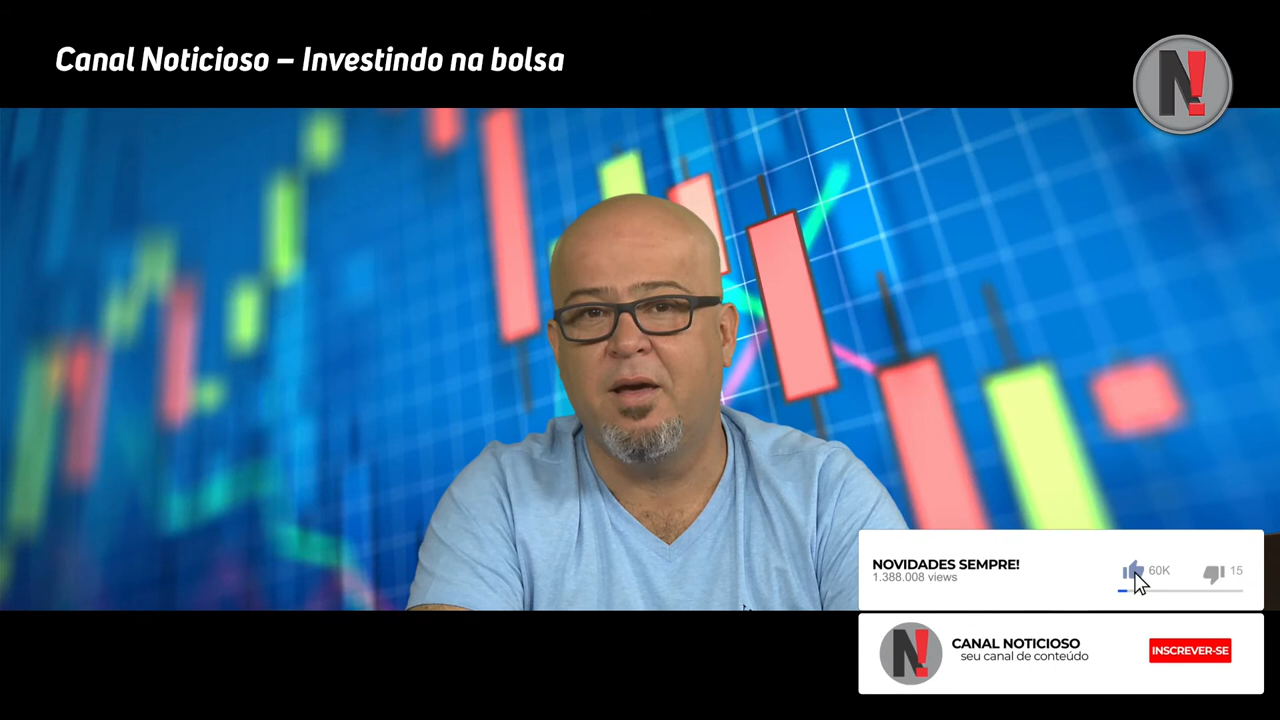 Canal Noticioso – Investindo na bolsa
N!
NOVIDADES SEMPRE!
1.388.008 views
60K
15
N!
CANAL NOTICIOSO
seu canal de conteúdo
INSCREVER-SE